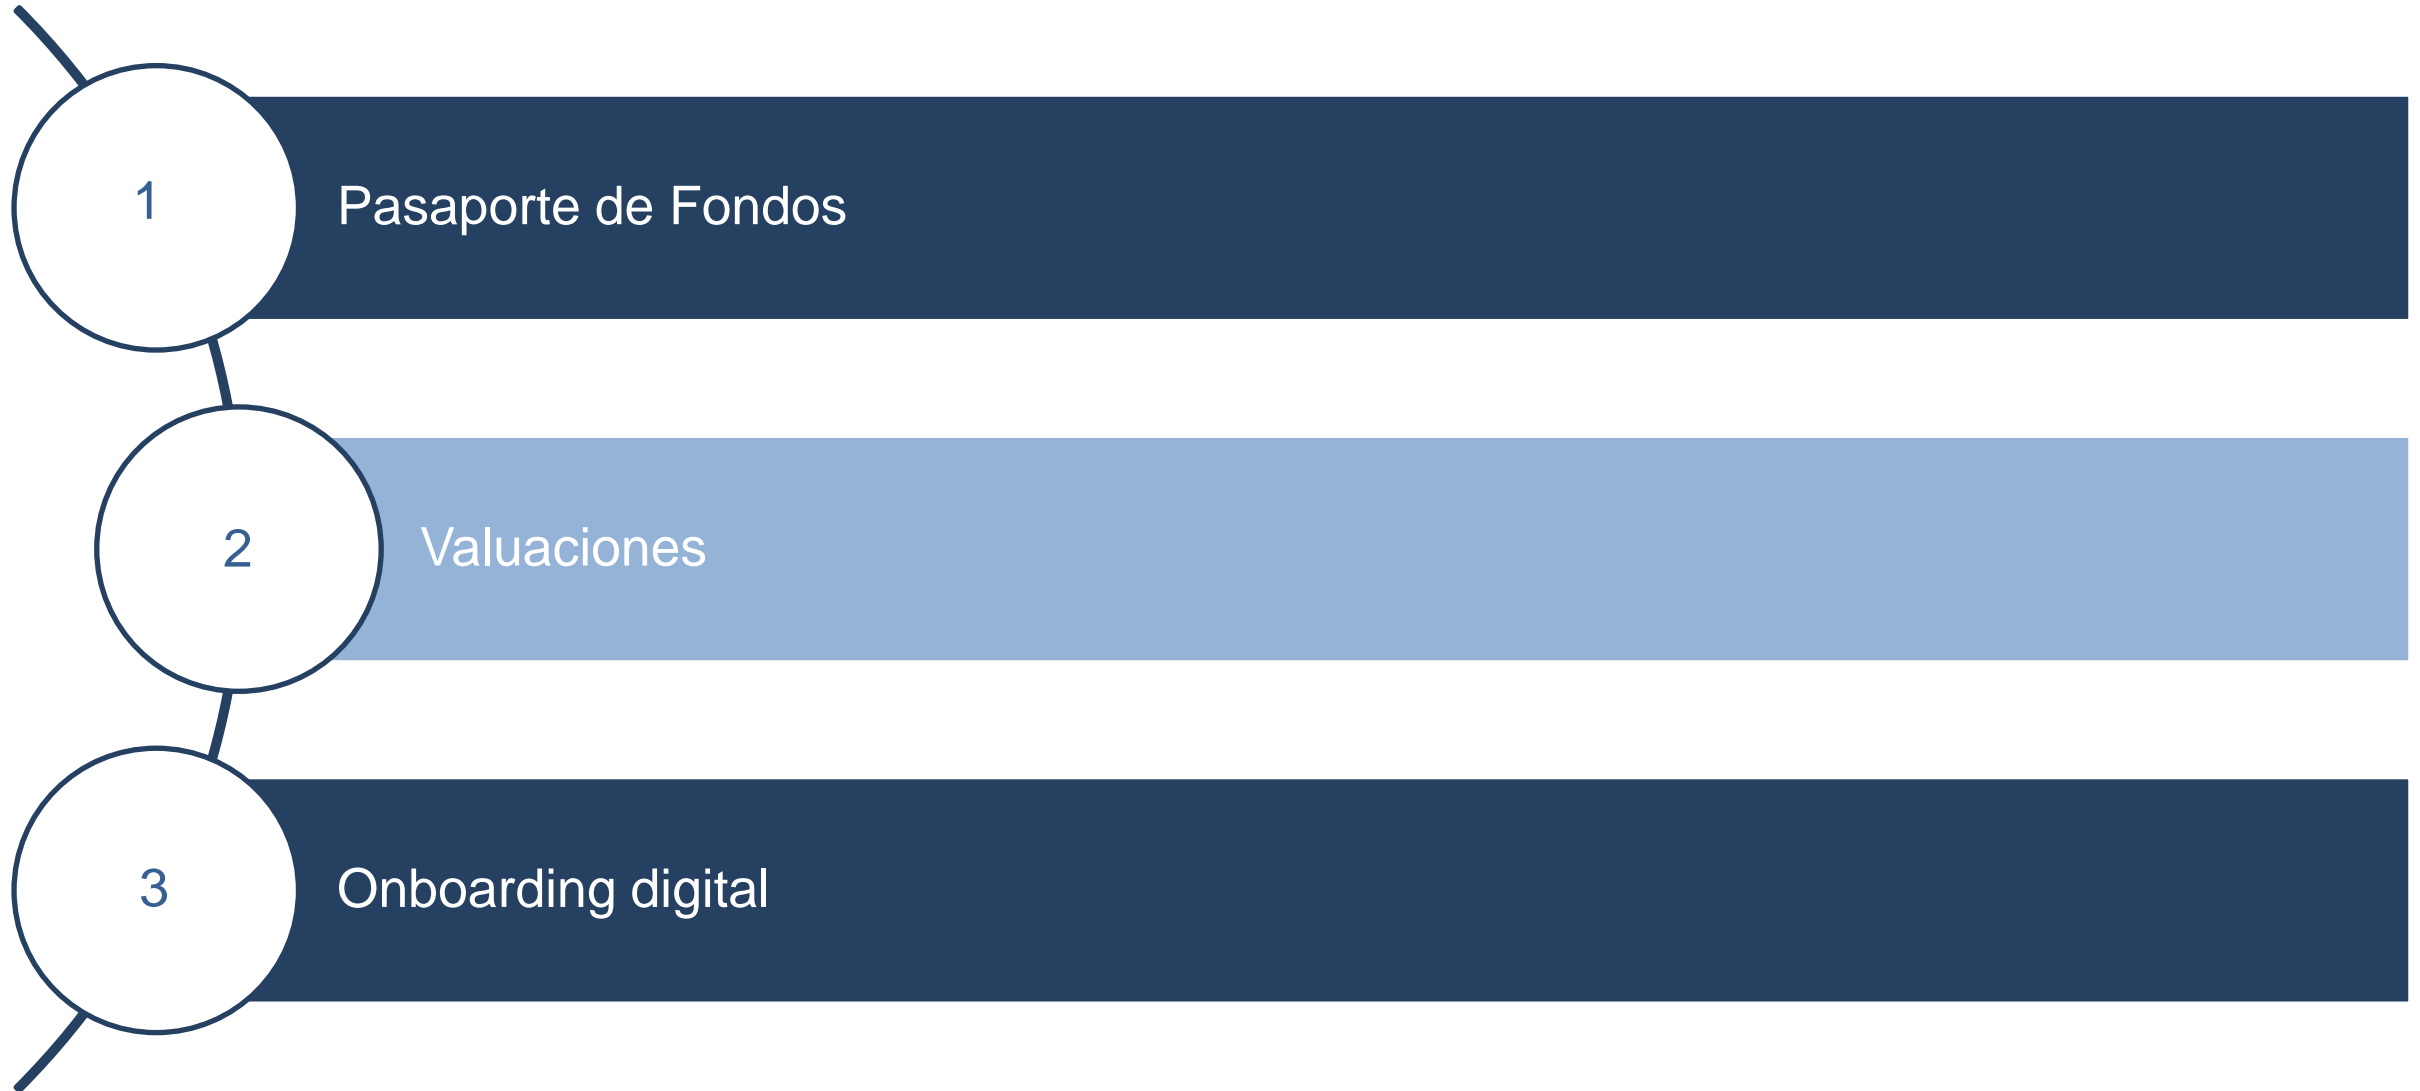 1
Pasaporte de Fondos
2
Valuaciones
3
Onboarding digital